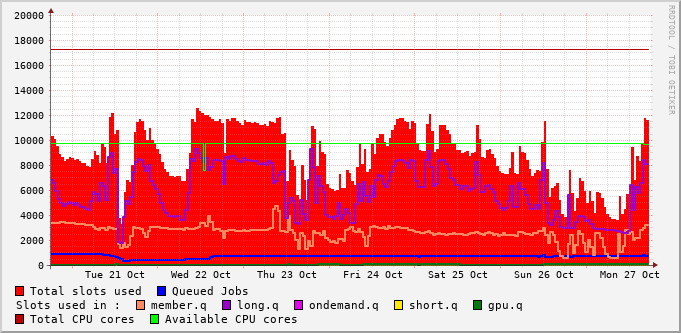 RRDTOOL / TOBI OETIKER
20000
18000
16000
14000
12000
10000
8000
6000
4000
2000
0
Tue 21 Oct Wed 22 Oct Thu 23 Oct Fri 24 Oct Sat 25 Oct Sun 26 Oct Mon 27 Oct
Total slots used Queued Jobs
Slots used in : member.q long.q ondemand.q short.q gpu.q
Total CPU cores Available CPU cores